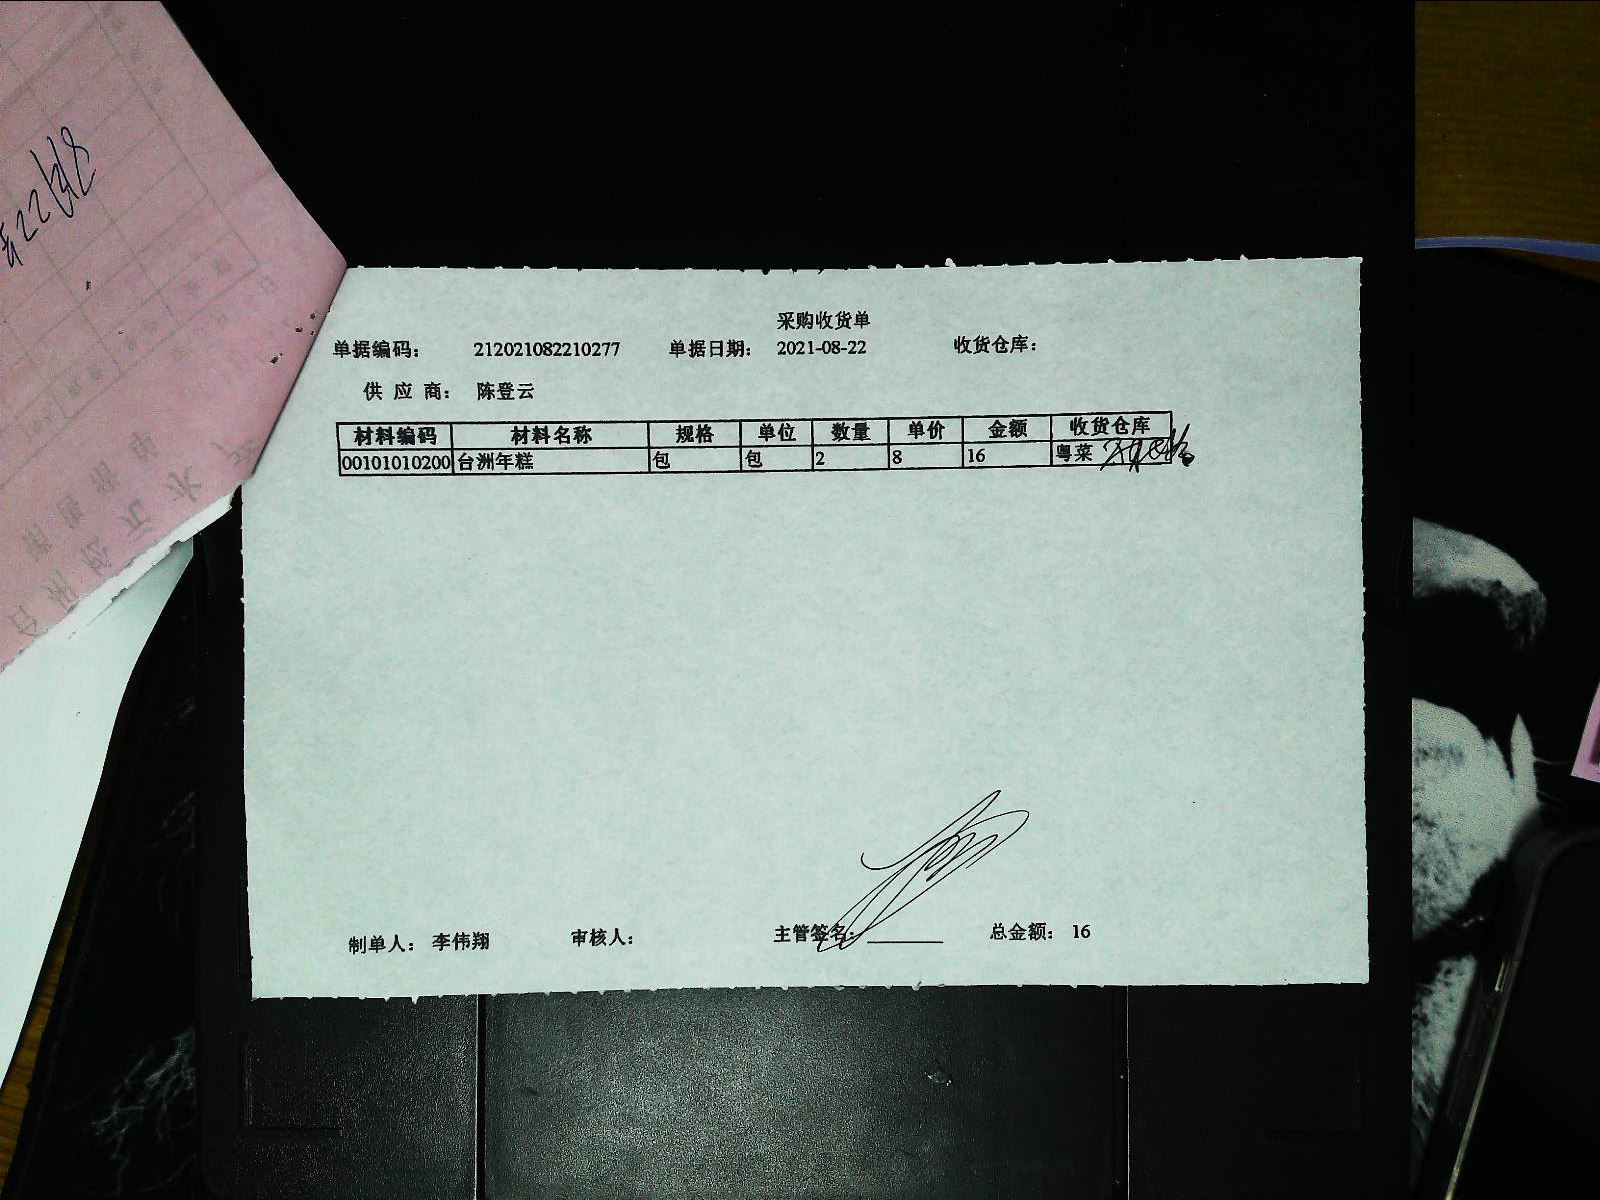 采购收货单
单据编码： 212021082210277 单据日期： 2021-08-22 收货仓库：
供 应 商： 陈登云
材料编码 材料名称 规格 单位 数量 单价 金额 收货仓库
00101010200 台洲年糕 包 包 2 8 16 粤菜
制单人： 李伟翔 审核人： 主管签名： 总金额： 16